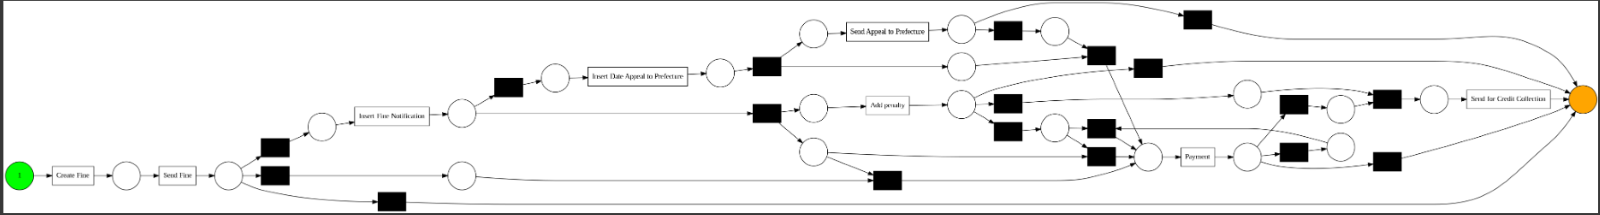 1
Create Fine
Send Fine
Insert Fine Notification
Insert Date Appeal to Prefecture
Send Appeal to Prefecture
Add penalty
Payment
Send for Credit Collection